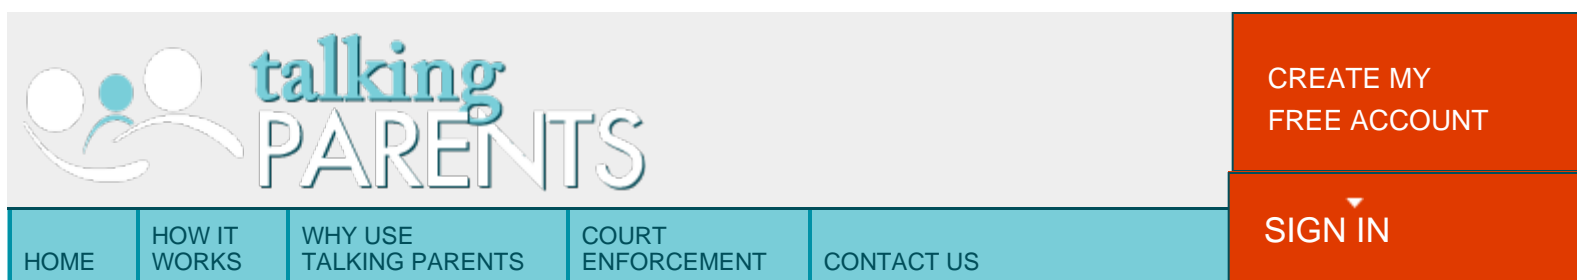 talking
PARENTS
CREATE MY
FREE ACCOUNT
SIGN IN
HOME
HOW IT
WORKS
WHY USE
TALKING PARENTS
COURT
ENFORCEMENT
CONTACT US